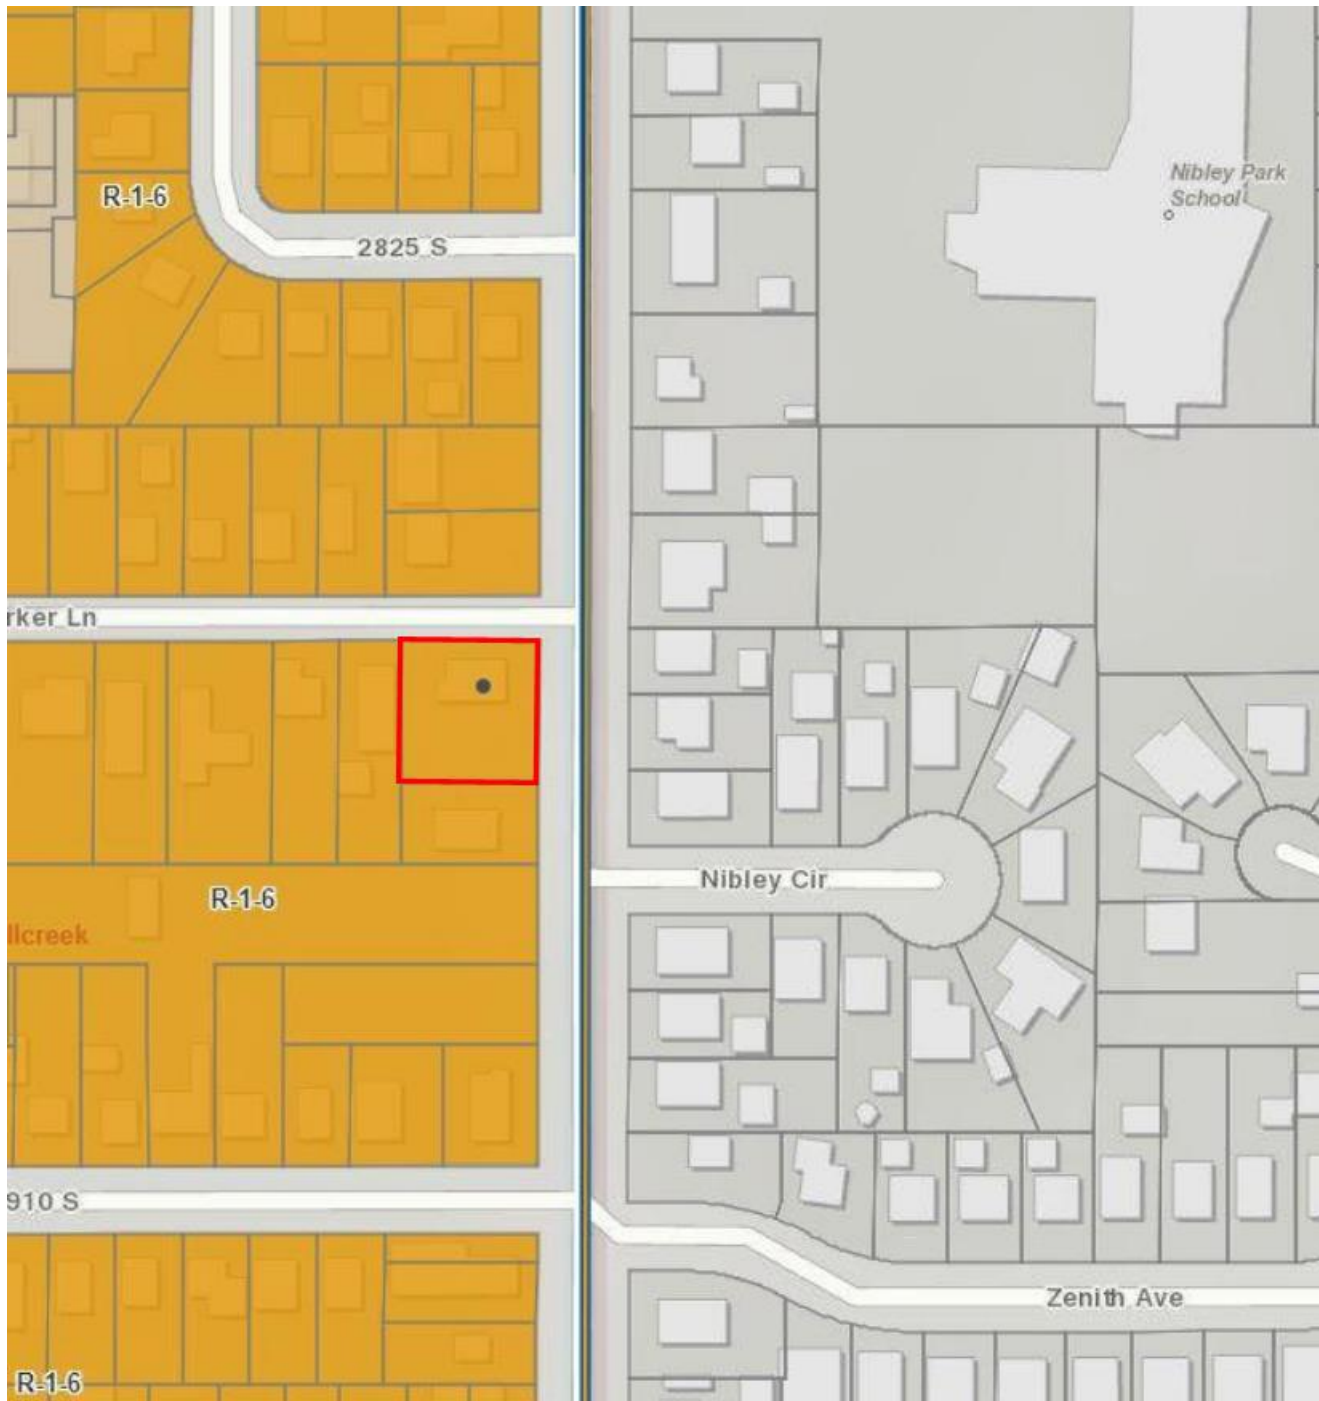 Nibley Park
School
R-1-6
2825 S
rker Ln
Nibley Cir
R-1-6
llcreek
910 S
Zenith Ave
R-1-6